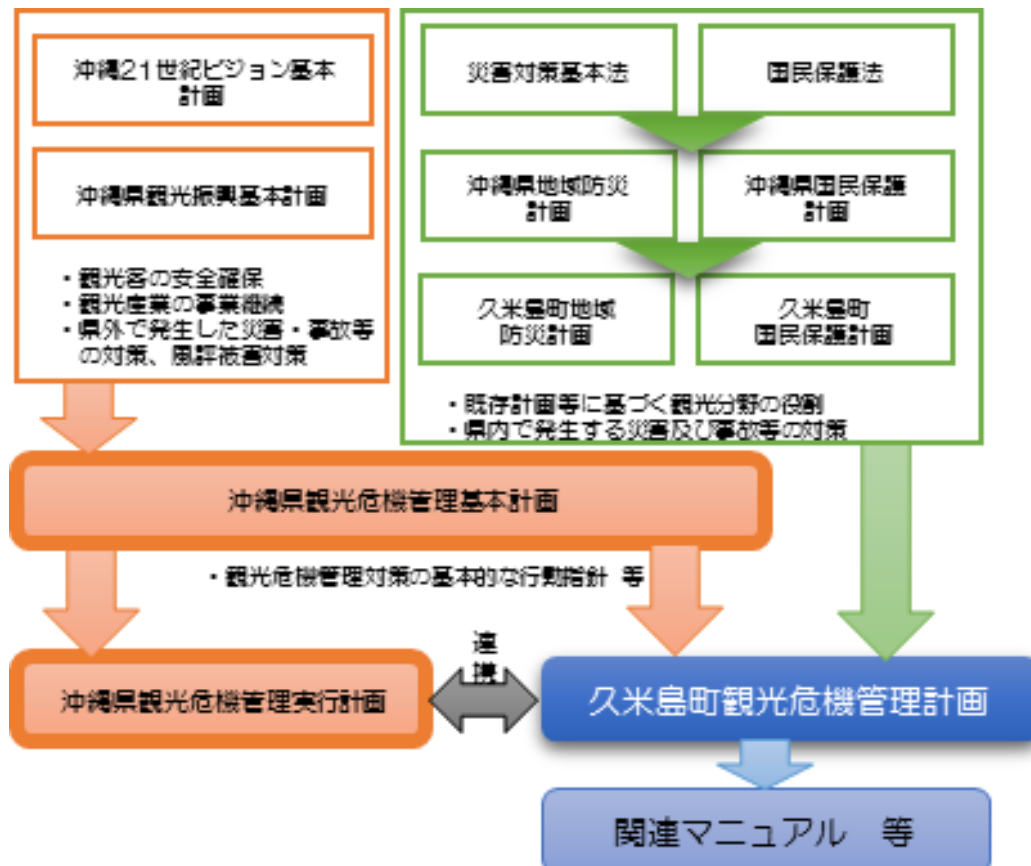 沖縄21世紀ビジョン基本
計画
沖縄県観光振興基本計画
・観光客の安全確保
・観光産業の事業継続
・県外で発生した災害・事故等
の対策、風評被害対策
災害対策基本法
国民保護法
沖縄県地域防災
計画
沖縄県国民保護
計画
久米島町地域
防災計画
久米島町
国民保護計画
・既存計画等に基づく観光分野の役割
・県内で発生する災害及び事故等の対策
沖縄県観光危機管理基本計画
・観光危機管理対策の基本的な行動指針 等
沖縄県観光危機管理実行計画
連
携
久米島町観光危機管理計画
関連マニュアル 等